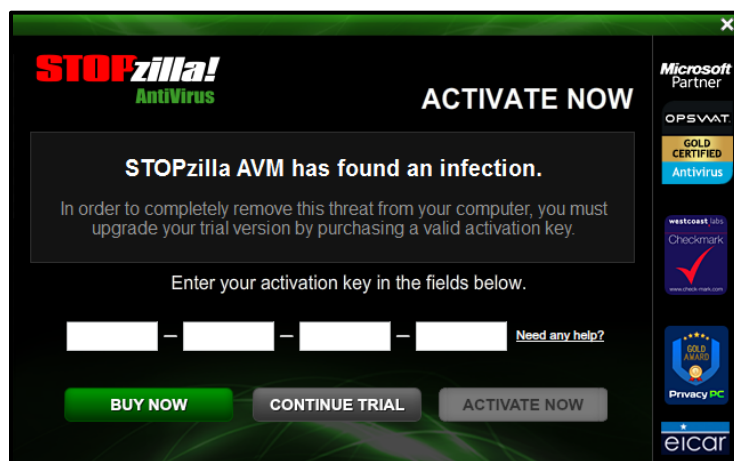 STOPzilla!
AntiVirus
ACTIVATE NOW
STOPzilla AVM has found an infection.
In order to completely remove this threat from your computer, you must
upgrade your trial version by purchasing a valid activation key.
Enter your activation key in the fields below.
Need any help?
BUY NOW
CONTINUE TRIAL
ACTIVATE NOW
Microsoft
Partner
OPSWAT.
GOLD
CERTIFIED
Antivirus
westcoast labs
Checkmark
www.check-mark.com
GOLD
AWARD
Privacy PC
eicar